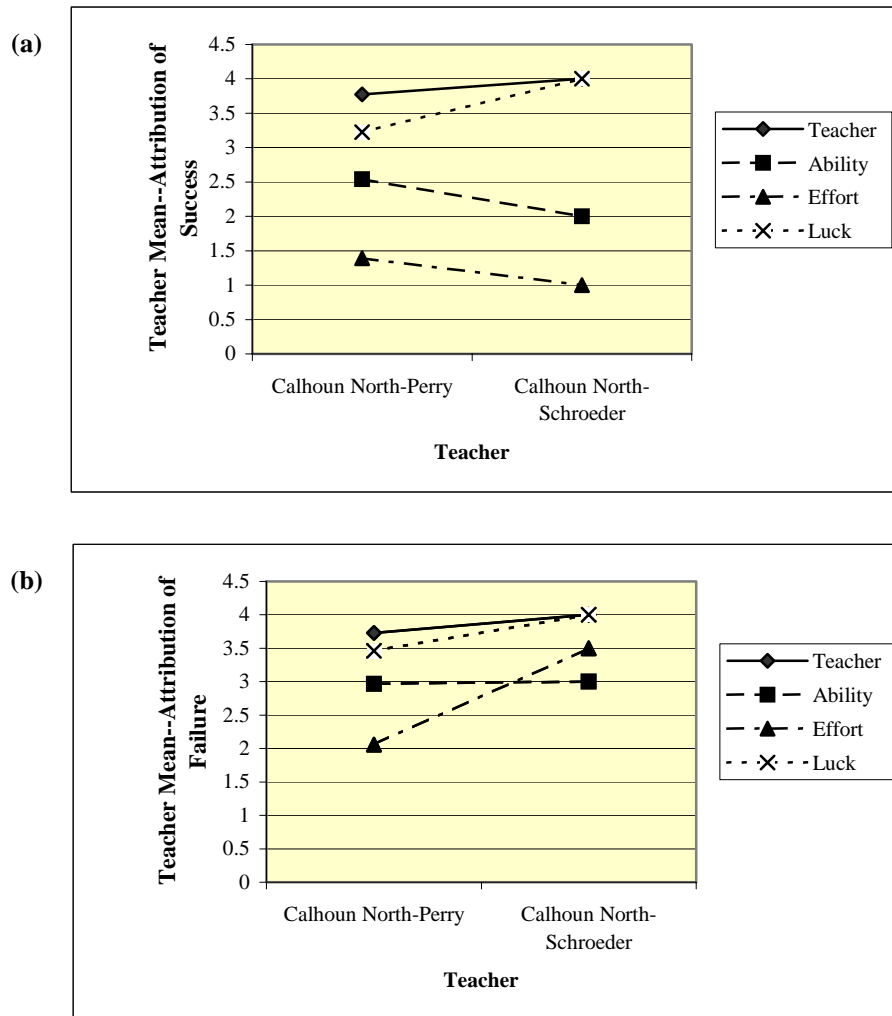 (a)
Teacher Mean--Attribution of
Success
4.5
4
3.5
3
2.5
2
1.5
1
0.5
0
Calhoun North-Perry
Calhoun North-
Schroeder
Teacher
Teacher
Ability
Effort
Luck
(b)
Teacher Mean--Attribution of
Failure
4.5
4
3.5
3
2.5
2
1.5
1
0.5
0
Calhoun North-Perry
Calhoun North-
Schroeder
Teacher
Teacher
Ability
Effort
Luck